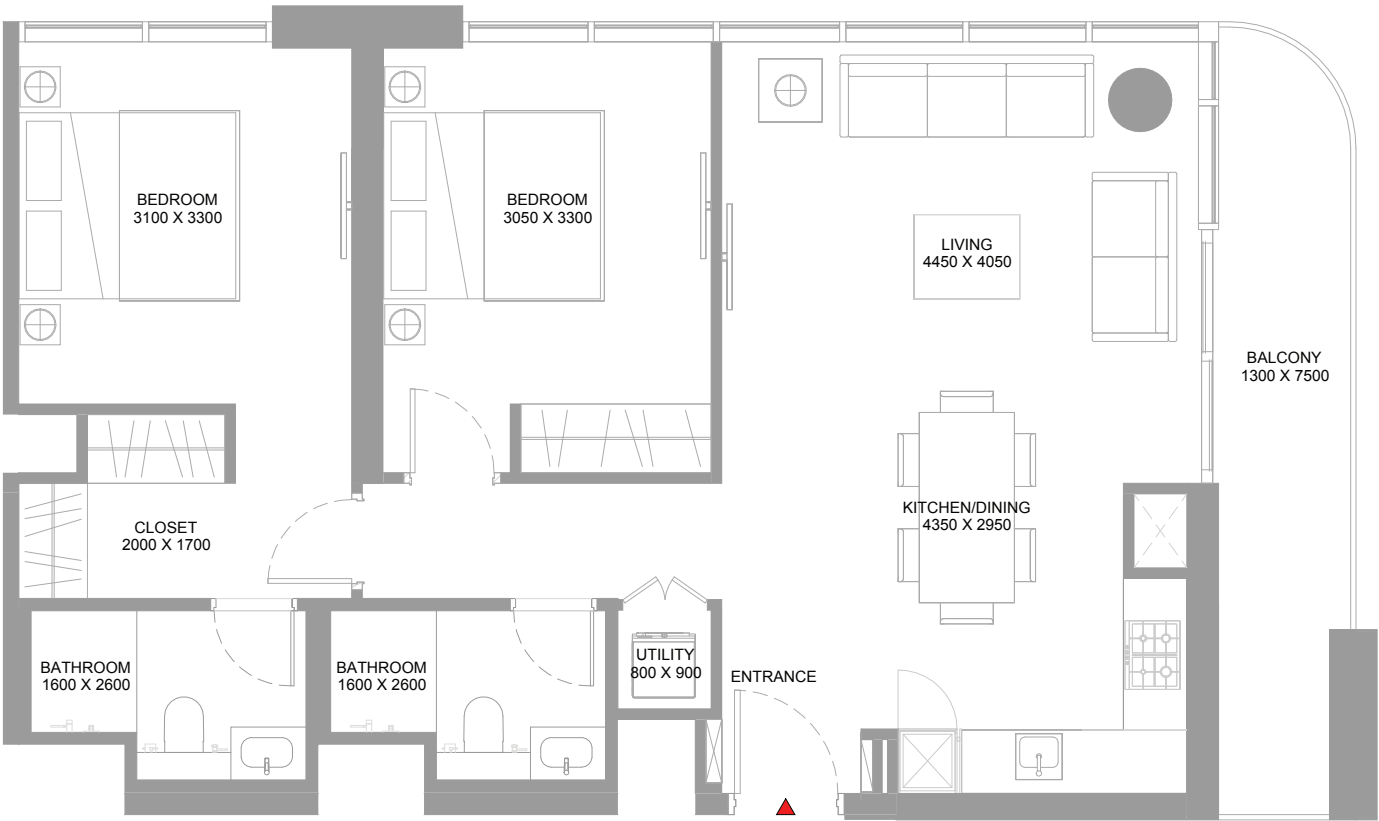 BEDROOM
3100 X 3300
BEDROOM
3050 X 3300
LIVING
4450 X 4050
BALCONY
1300 X 7500
KITCHEN/DINING
4350 X 2950
CLOSET
2000 X 1700
BATHROOM
1600 X 2600
BATHROOM
1600 X 2600
UTILITY
800 X 900
ENTRANCE